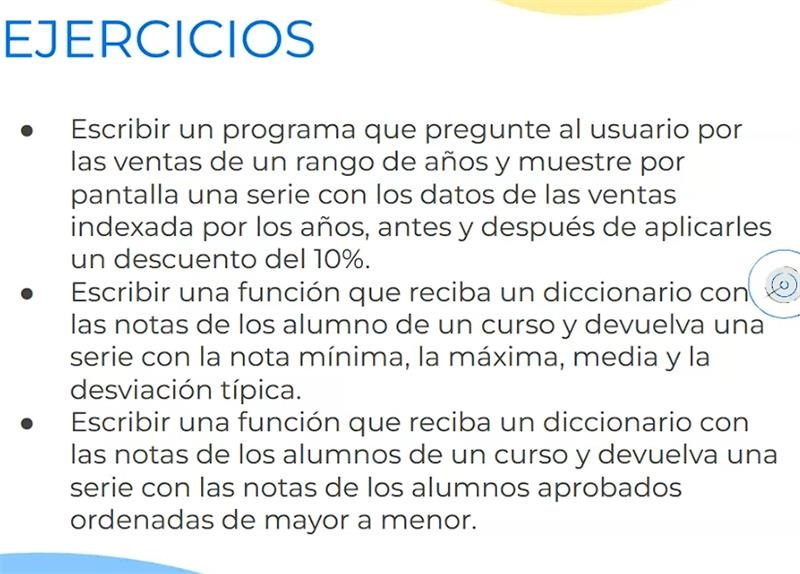 EJERCICIOS
● Escribir un programa que pregunte al usuario por
las ventas de un rango de años y muestre por
pantalla una serie con los datos de las ventas
indexada por los años, antes y después de aplicarles
un descuento del 10%.
● Escribir una función que reciba un diccionario con
las notas de los alumno de un curso y devuelva una
serie con la nota mínima, la máxima, media y la
desviación típica.
● Escribir una función que reciba un diccionario con
las notas de los alumnos de un curso y devuelva una
serie con las notas de los alumnos aprobados
ordenadas de mayor a menor.